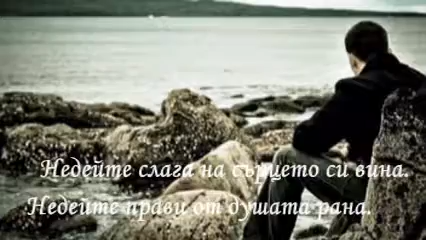 Недейте слага на сърцето си вина.
Недейте прави от душата рана.